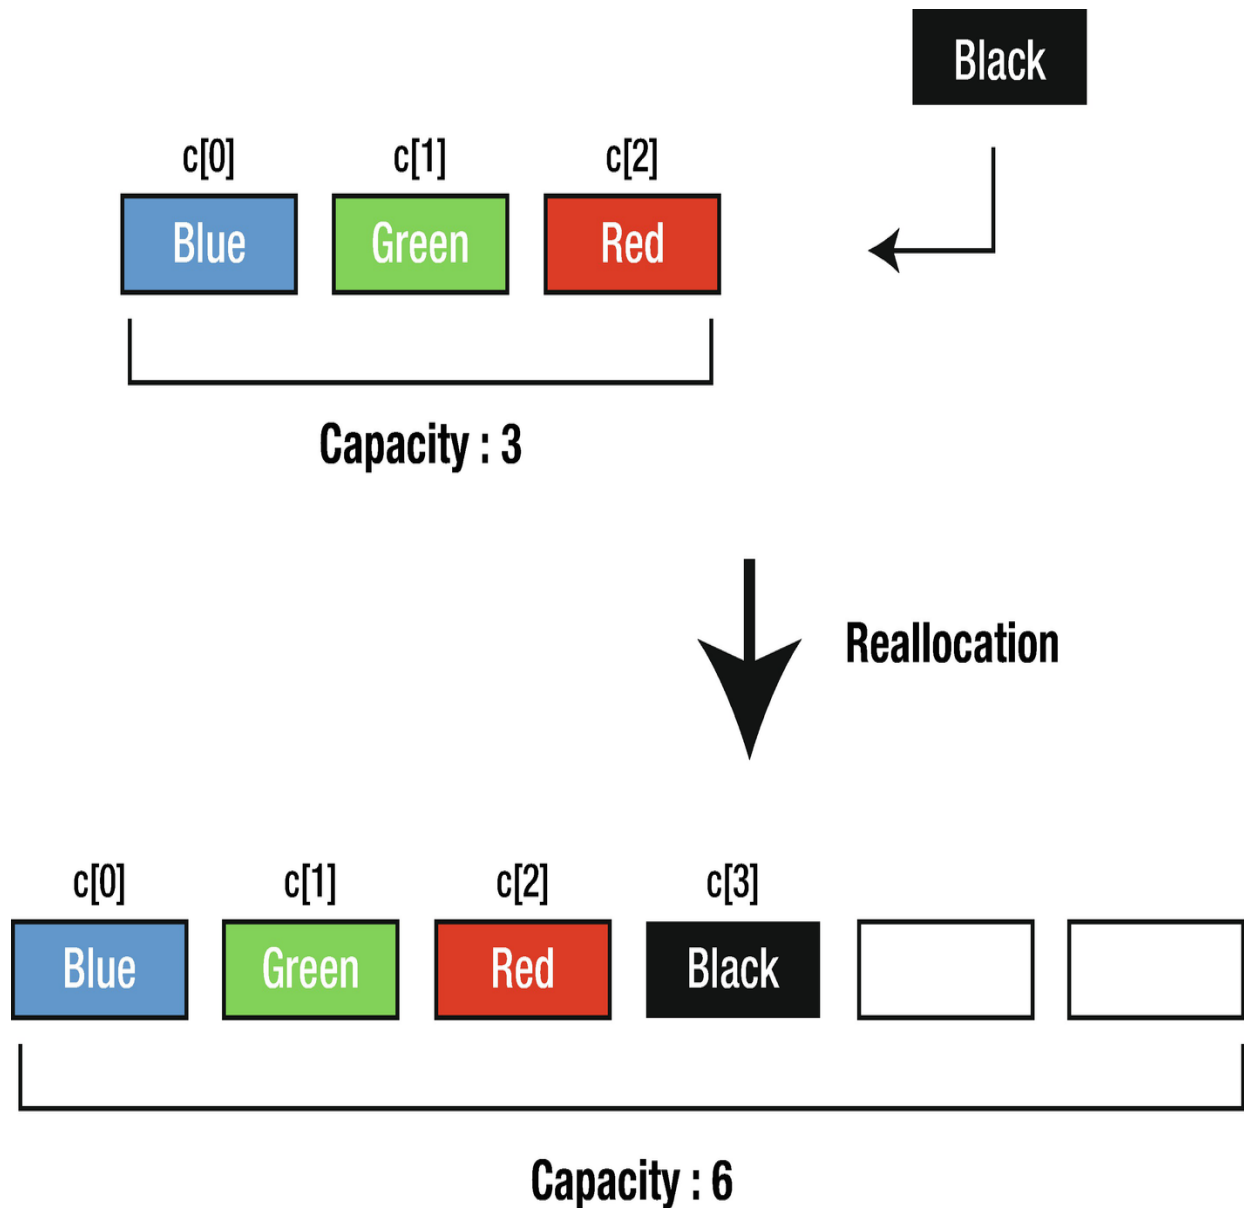 Black
c[0] c[1] c[2]
Blue Green Red
Capacity : 3
Reallocation
c[0] c[1] c[2] c[3]
Blue Green Red Black
Capacity : 6